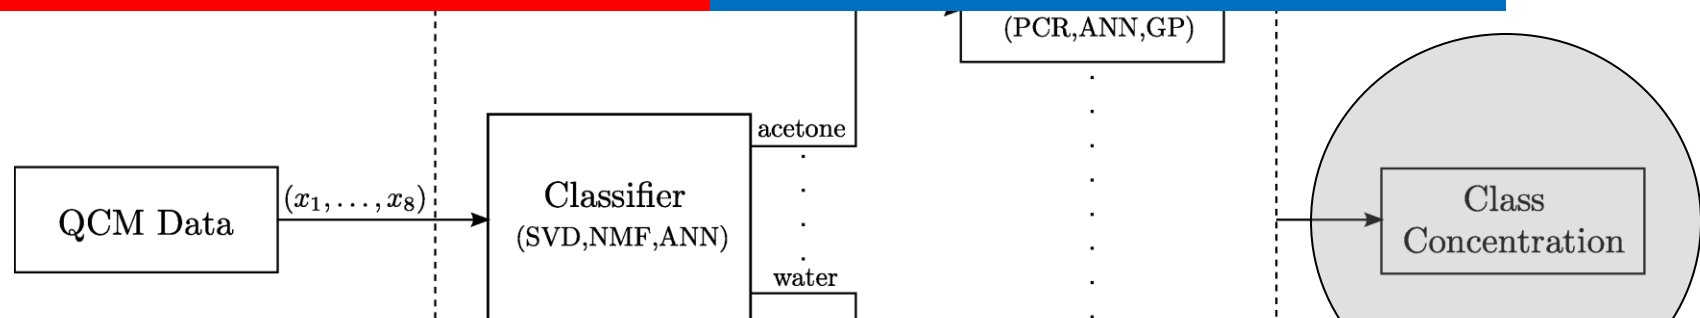 (PCR,ANN,GP)
acetone
QCM Data
(x₁, . . . , x₈)
Classifier
(SVD,NMF,ANN)
water
Class
Concentration